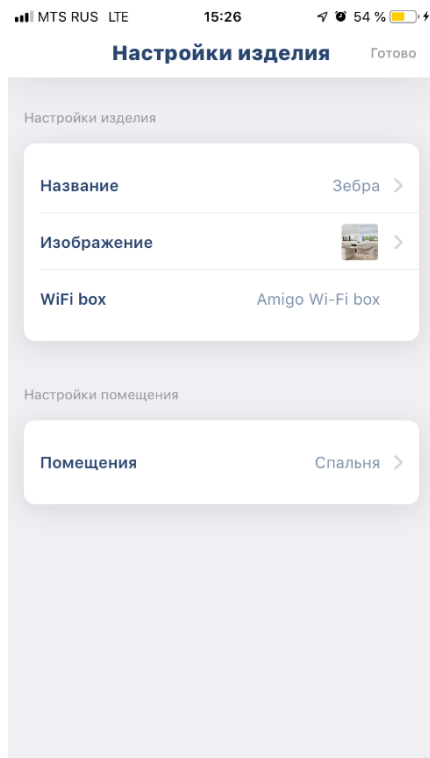 MTS RUS LTE 15:26 54 %
Настройки изделия Готово
Настройки изделия
Название Зебра
Изображение
WiFi box Amigo Wi-Fi box
Настройки помещения
Помещения Спальня